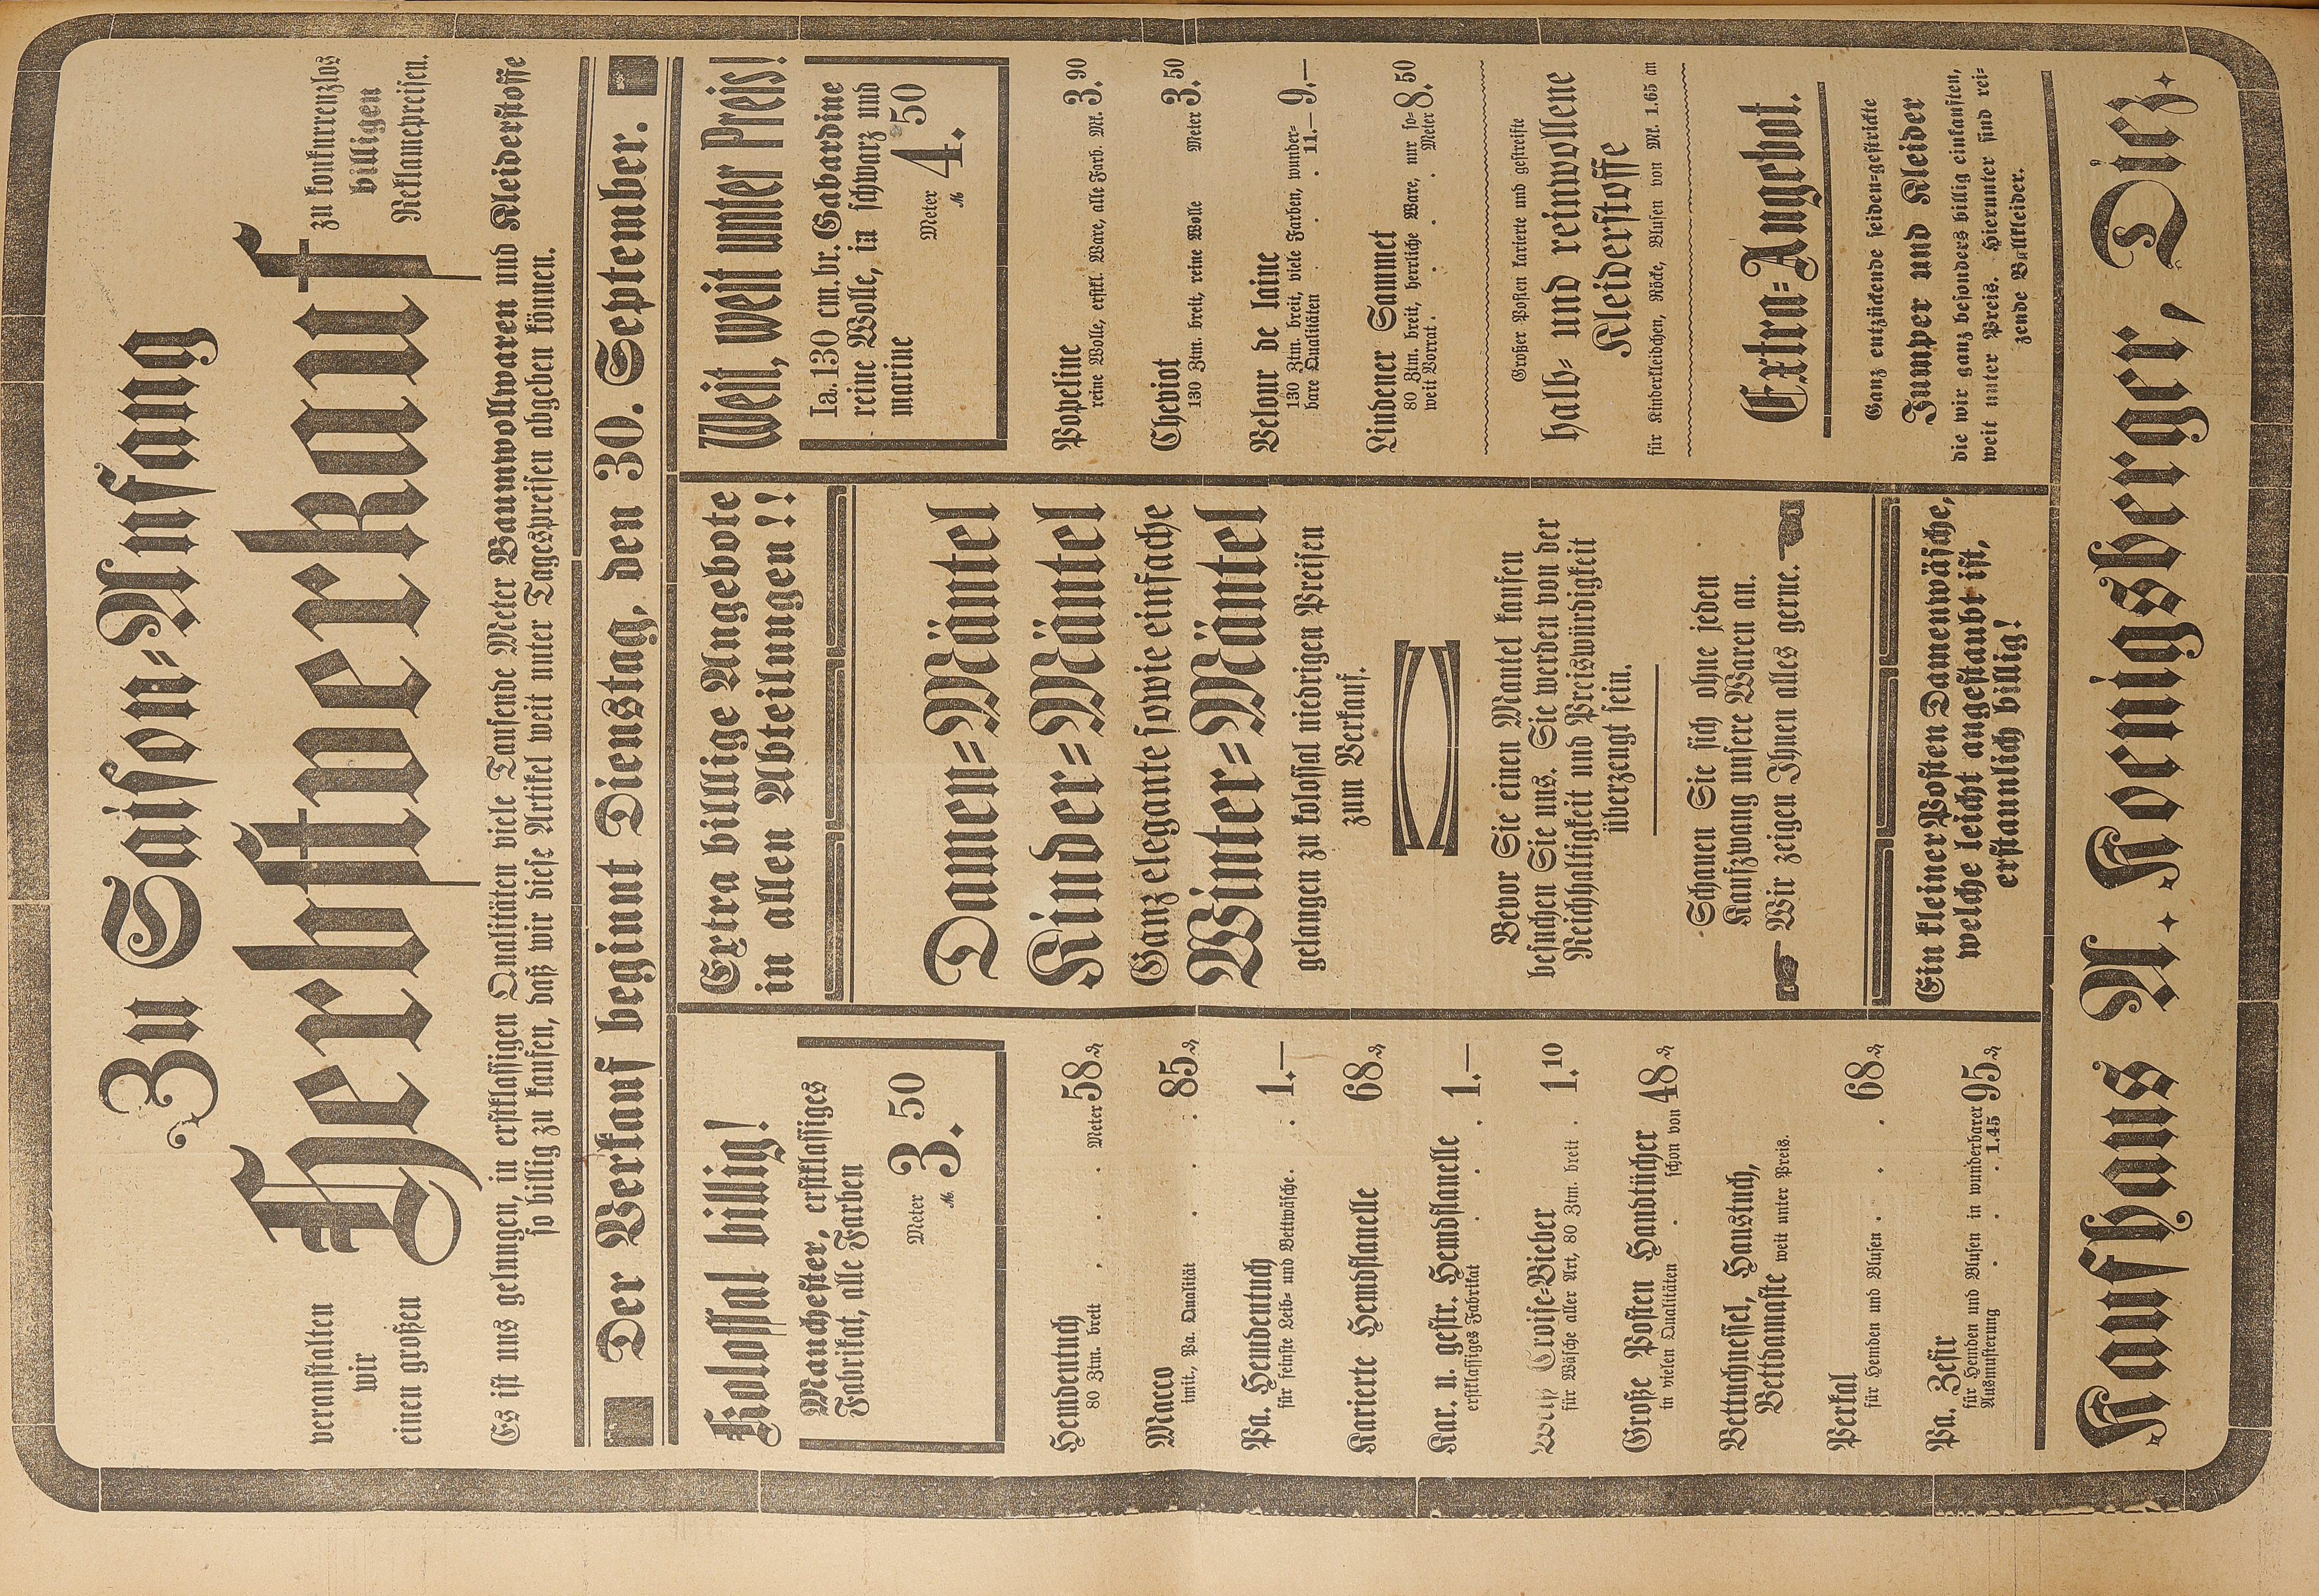 Zu Saison=Anfang
veranstalten
wir
einen großen
Herbstverkauf
zu konkurrenzlos
billigen
Reklamepreisen.
Es ist uns gelungen, in erstklassigen Qualitäten viele Tausende Meter Baumwollwaren und Kleiderstoffe
so billig zu kaufen, daß wir diese Artikel weit unter Tagespreisen abgeben können.
Der Verkauf beginnt Dienstag, den 30. September.
Kolossal billig!
Manchester, erstklassiges
Fabrikat, alle Farben
Meter
M. 3.50
Hemdentuch
80 Ztm. breit . . . Meter 58 ₰
Macco
imit., Pa. Qualität . . . 85 ₰
Pa. Hemdentuch
für feinste Leib= und Bettwäsche . . 1.—
Karierte Hemdflanelle 68 ₰
Kar. u. gestr. Hemdflanelle
erstklassiges Fabrikat . . . 1.—
Weiß Croise=Bieber
für Wäsche aller Art, 80 Ztm. breit . 1.10
Große Posten Handtücher
in vielen Qualitäten . schon von 48 ₰
Bettuchnessel, Haustuch,
Bettdamaste weit unter Preis.
Perkal
für Hemden und Blusen . . . 68 ₰
Pa. Zefir
für Hemden und Blusen in wunderbarer
Ausmusterung . . . 1.45 95 ₰
Extra billige Angebote
in allen Abteilungen!!
Damen=Mäntel
Kinder=Mäntel
Ganz elegante sowie einfache
Winter=Mäntel
gelangen zu kolossal niedrigen Preisen
zum Verkauf.
Bevor Sie einen Mantel kaufen
besuchen Sie uns. Sie werden von der
Reichhaltigkeit und Preiswürdigkeit
überzeugt sein.
Schauen Sie sich ohne jeden
Kaufzwang unsere Waren an.
☛ Wir zeigen Ihnen alles gerne. ☚
Ein kleiner Posten Damenwäsche,
welche leicht angestaubt ist,
erstaunlich billig!
Weit, weit unter Preis!
Ia. 130 cm. br. Gabardine
reine Wolle, in schwarz und
marine
Meter
M 4.50
Popeline
reine Wolle, erstkl. Ware, alle Farb. Mt. 3.90
Cheviot
130 Ztm. breit, reine Wolle Meter 3.50
Velour de laine
130 Ztm. breit, viele Farben, wunder=
bare Qualitäten . . . 11.— 9.—
Lindener Sammet
80 Ztm. breit, herrliche Ware, nur so=
weit Vorrat . . . Meter 8.50
Großer Posten karierte und gestreifte
halb= und reinwollene
Kleiderstoffe
für Kinderkleidchen, Röcke, Blusen von Mk. 1.65 an
Extra=Angebot.
Ganz entzückende seiden=gestrickte
Jumper und Kleider
die wir ganz besonders billig einkauften,
weit unter Preis. Hierunter sind rei=
zende Ballkleider.
Kaufhaus A. Koenigsberger, Diez.